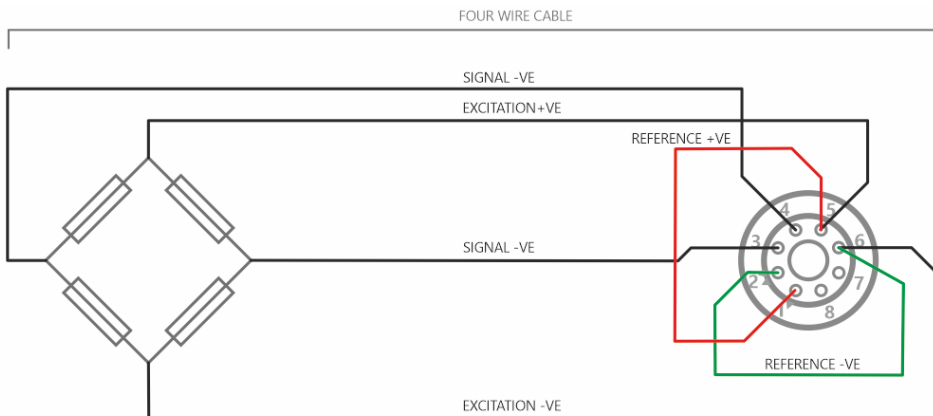 FOUR WIRE CABLE
SIGNAL -VE
EXCITATION+VE
REFERENCE +VE
4 5
SIGNAL -VE
3 6
2 7
1 8
REFERENCE -VE
EXCITATION -VE